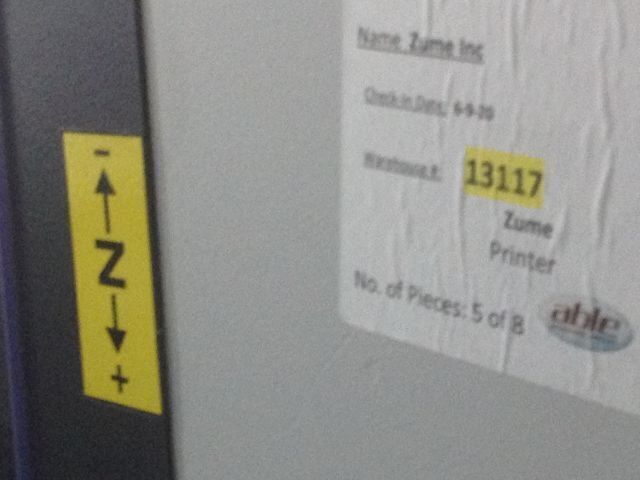 -
Z
+
Name Zume Inc
Check-In Date: 6-9-20
Warehouse #: 13117
Zume
Printer
No. of Pieces: 5 of 8
able